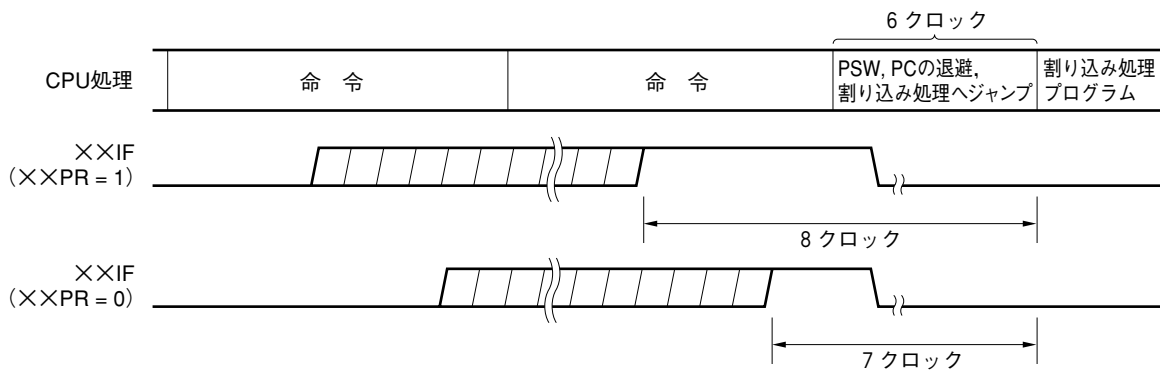 6 クロック
CPU処理
命 令
命 令
PSW, PCの退避,
割り込み処理へジャンプ
割り込み処理
プログラム
××IF
(××PR = 1)
8 クロック
××IF
(××PR = 0)
7 クロック